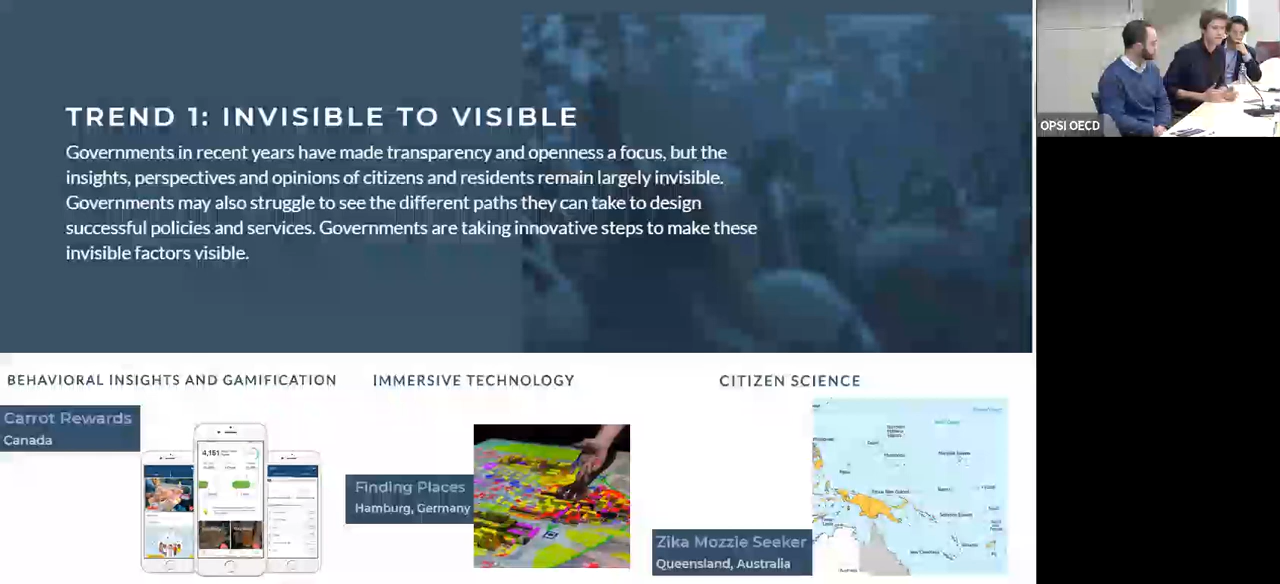 TREND 1: INVISIBLE TO VISIBLE
Governments in recent years have made transparency and openness a focus, but the
insights, perspectives and opinions of citizens and residents remain largely invisible.
Governments may also struggle to see the different paths they can take to design
successful policies and services. Governments are taking innovative steps to make these
invisible factors visible.
OPSI OECD
BEHAVIORAL INSIGHTS AND GAMIFICATION
Carrot Rewards
Canada
4,151
IMMERSIVE TECHNOLOGY
Finding Places
Hamburg, Germany
CITIZEN SCIENCE
Zika Mozzie Seeker
Queensland, Australia